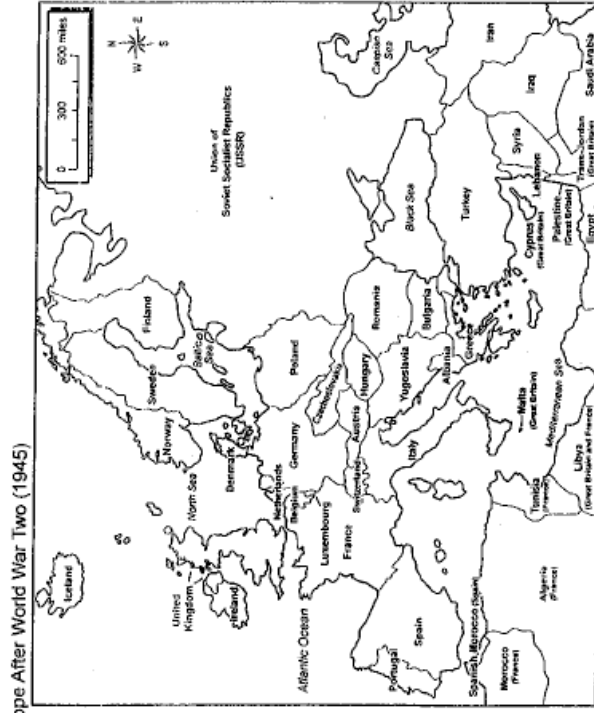 ope After World War Two (1945)
Iceland
0 300 600 miles
N
W E
S
Union of
Soviet Socialist Republics
(USSR)
Finland
Sweden
Norway
Baltic
Sea
North Sea
Denmark
United
Kingdom
Ireland
Netherlands
Belgium
Germany
Poland
Luxembourg
Czechoslovakia
Atlantic Ocean
France
Switzerland
Austria
Hungary
Romania
Caspian
Sea
Italy
Yugoslavia
Bulgaria
Black Sea
Albania
Greece
Turkey
Portugal
Spain
Iran
Iraq
Syria
Lebanon
Cyprus
(Great Britain)
Palestine
(Great Britain)
Trans-Jordan
(Great Britain)
Saudi Arabia
Egypt
Malta
(Great Britain)
Mediterranean Sea
Spanish Morocco (Spain)
Morocco
(France)
Algeria
(France)
Tunisia
(France)
Libya
(Great Britain and France)